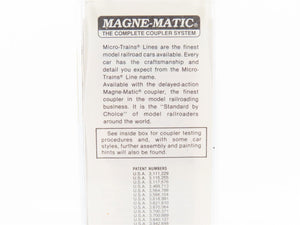 MAGNE-MATIC®
THE COMPLETE COUPLER SYSTEM
Micro-Trains® Lines are the finest
model railroad cars available. Every
car has the craftsmanship and
detail you expect from the Micro-
Trains® Line name.
Available with the delayed-action
Magne-Matic® coupler, the finest
coupler in the model railroading
business. It is the "Standard by
Choice" of model railroaders
around the world.
See inside box for coupler testing
procedures and, with some car
styles, further assembly and painting
hints will also be found.
PATENT NUMBERS
U.S.A. 3,111,229
U.S.A.
U.S.A.
U.S.A.
U.S.A.
U.S.A.
U.S.A.
U.S.A.
U.S.A.
U.S.A.
U.S.A.
U.S.A.